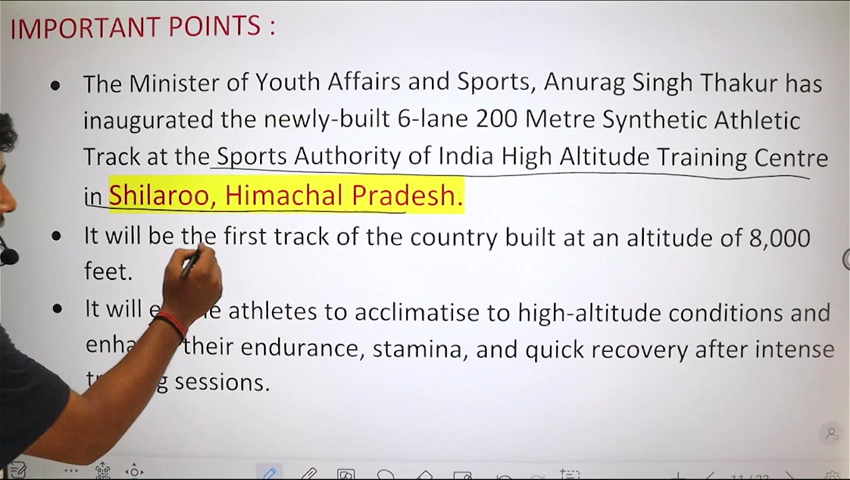 IMPORTANT POINTS :
• The Minister of Youth Affairs and Sports, Anurag Singh Thakur has
inaugurated the newly-built 6-lane 200 Metre Synthetic Athletic
Track at the Sports Authority of India High Altitude Training Centre
in Shilaroo, Himachal Pradesh.
• It will be the first track of the country built at an altitude of 8,000
feet.
• It will athletes to acclimatise to high-altitude conditions and
their endurance, stamina, and quick recovery after intense
sessions.